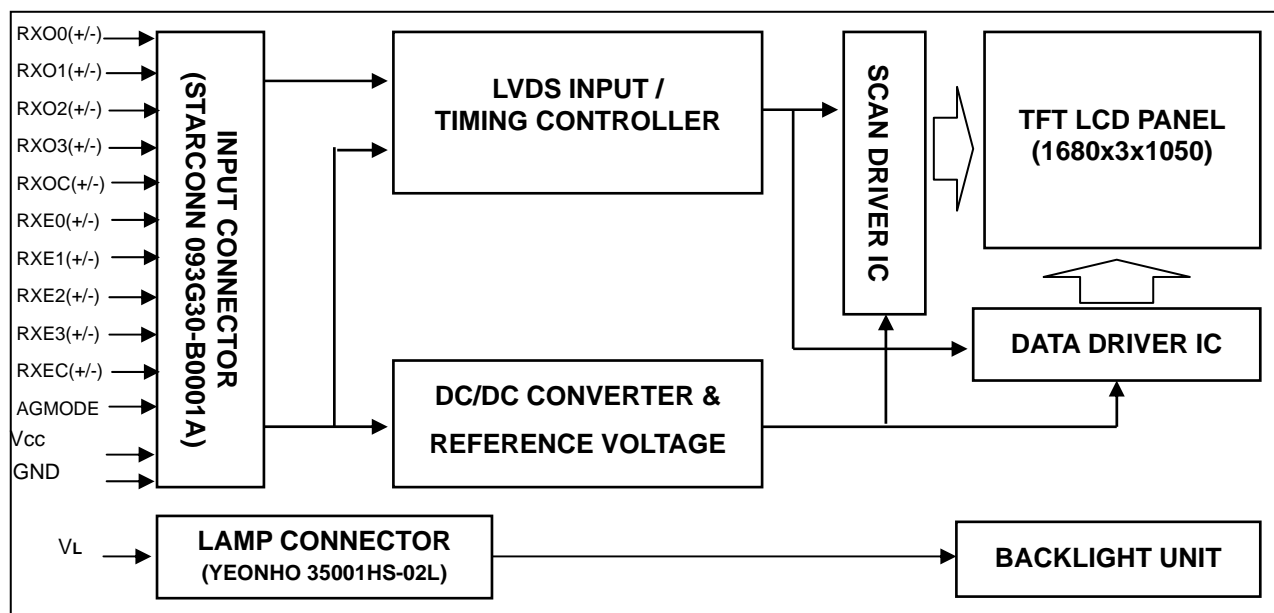 RXO0(+/-)
RXO1(+/-)
RXO2(+/-)
RXO3(+/-)
RXOC(+/-)
RXE0(+/-)
RXE1(+/-)
RXE2(+/-)
RXE3(+/-)
RXEC(+/-)
AGMODE
Vcc
GND
INPUT CONNECTOR
(STARCONN 093G30-B0001A)
LVDS INPUT /
TIMING CONTROLLER
SCAN DRIVER IC
TFT LCD PANEL
(1680x3x1050)
DATA DRIVER IC
DC/DC CONVERTER &
REFERENCE VOLTAGE
VL
LAMP CONNECTOR
(YEONHO 35001HS-02L)
BACKLIGHT UNIT